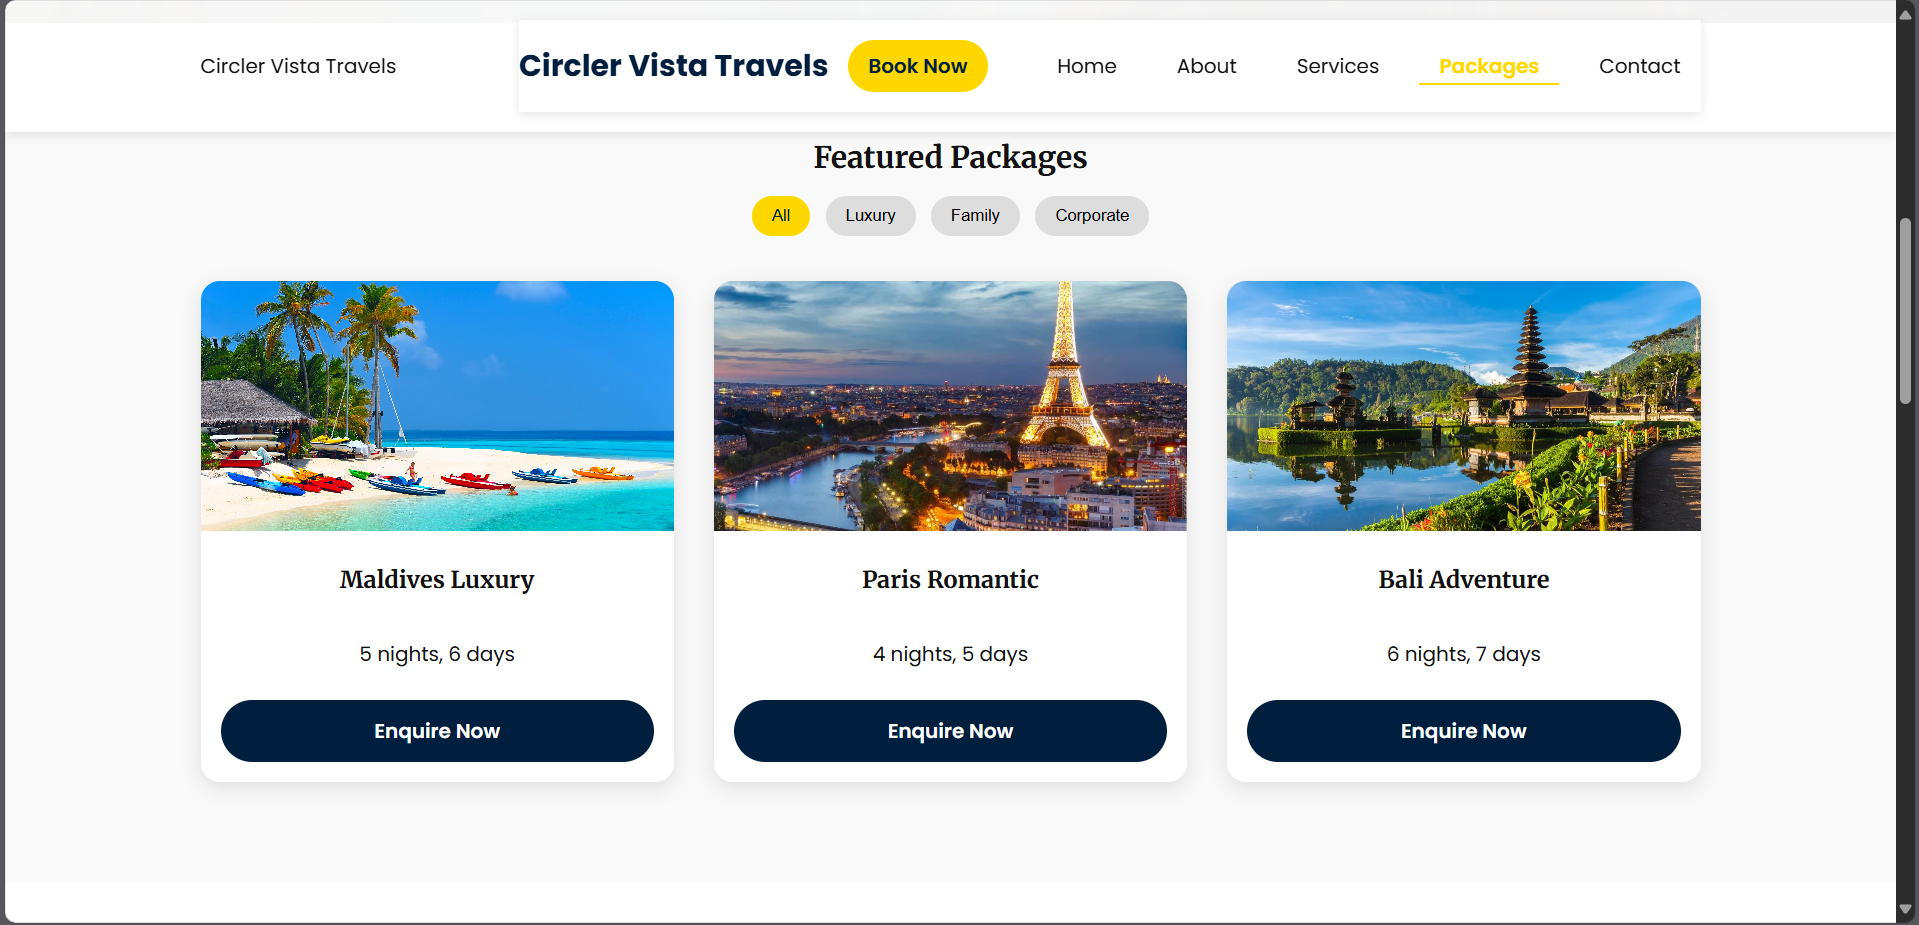 Circler Vista Travels
Circler Vista Travels Book Now Home About Services Packages Contact
Featured Packages
All Luxury Family Corporate
Maldives Luxury
5 nights, 6 days
Enquire Now
Paris Romantic
4 nights, 5 days
Enquire Now
Bali Adventure
6 nights, 7 days
Enquire Now